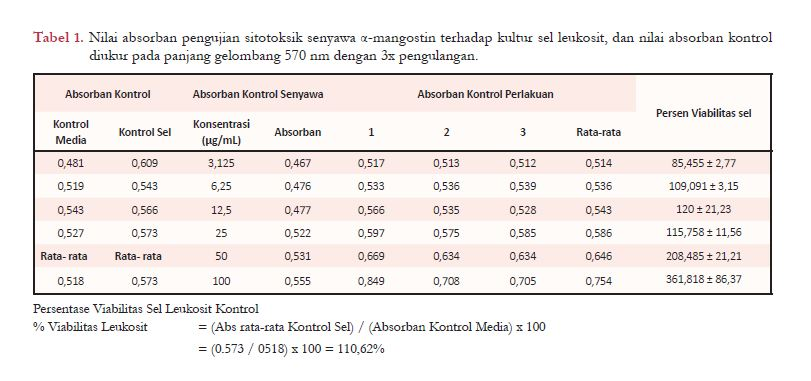 Tabel 1. Nilai absorban pengujian sitotoksik senyawa α-mangostin terhadap kultur sel leukosit, dan nilai absorban kontrol
diukur pada panjang gelombang 570 nm dengan 3x pengulangan.
Absorban Kontrol Absorban Kontrol Senyawa Absorban Kontrol Perlakuan Persen Viabilitas sel
Kontrol Media Kontrol Sel Konsentrasi (µg/mL) Absorban 1 2 3 Rata-rata
0,481 0,609 3,125 0,467 0,517 0,513 0,512 0,514 85,455 ± 2,77
0,519 0,543 6,25 0,476 0,533 0,536 0,539 0,536 109,091 ± 3,15
0,543 0,566 12,5 0,477 0,566 0,535 0,528 0,543 120 ± 21,23
0,527 0,573 25 0,522 0,597 0,575 0,585 0,586 115,758 ± 11,56
Rata- rata Rata- rata 50 0,531 0,669 0,634 0,634 0,646 208,485 ± 21,21
0,518 0,573 100 0,555 0,849 0,708 0,705 0,754 361,818 ± 86,37
Persentase Viabilitas Sel Leukosit Kontrol
% Viabilitas Leukosit = (Abs rata-rata Kontrol Sel) / (Absorban Kontrol Media) x 100
= (0.573 / 0518) x 100 = 110,62%